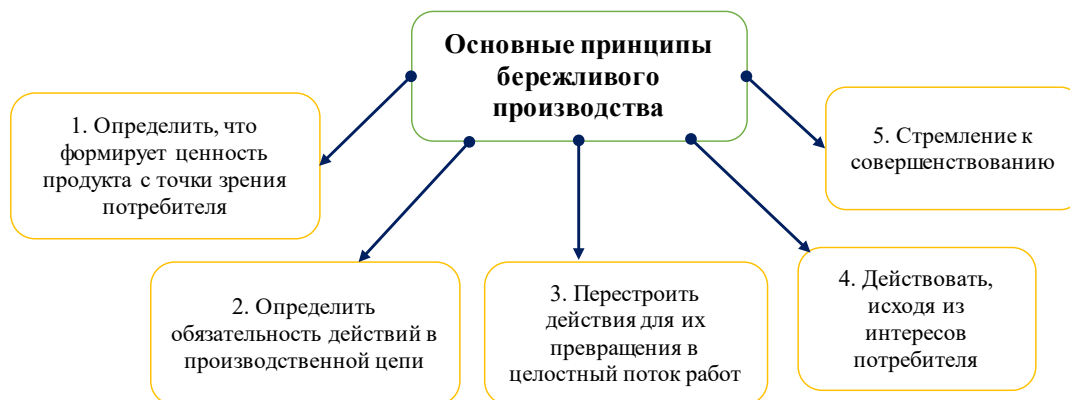 Основные принципы
бережливого
производства
1. Определить, что
формирует ценность
продукта с точки зрения
потребителя
2. Определить
обязательность действий в
производственной цепи
3. Перестроить
действия для их
превращения в
целостный поток работ
4. Действовать,
исходя из
интересов
потребителя
5. Стремление к
совершенствованию